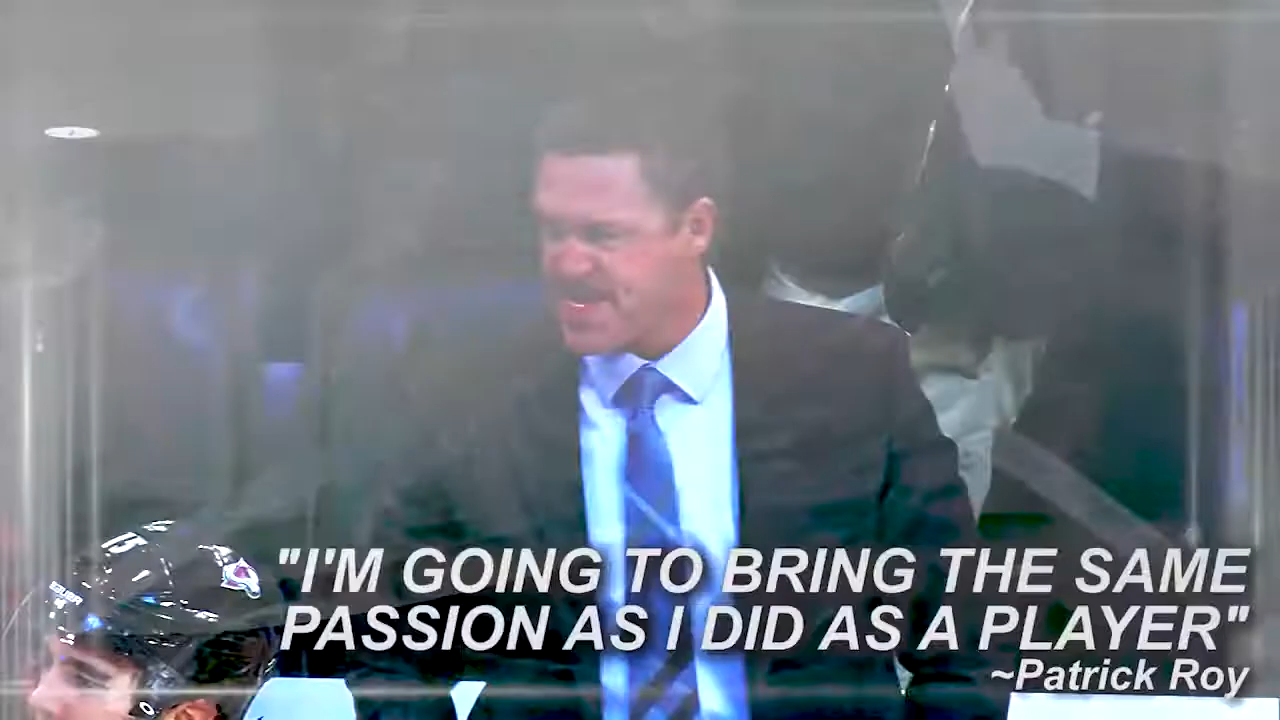 "I'M GOING TO BRING THE SAME
PASSION AS I DID AS A PLAYER"
~Patrick Roy